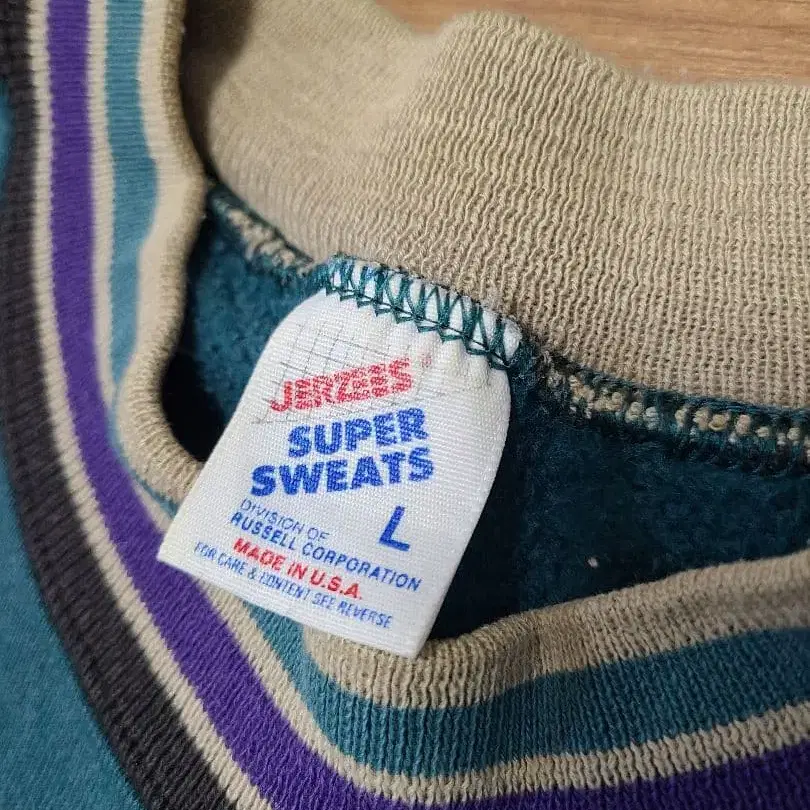 JERZEES
SUPER
SWEATS
L
DIVISION OF
RUSSELL CORPORATION
MADE IN U.S.A.
FOR CARE & CONTENT SEE REVERSE